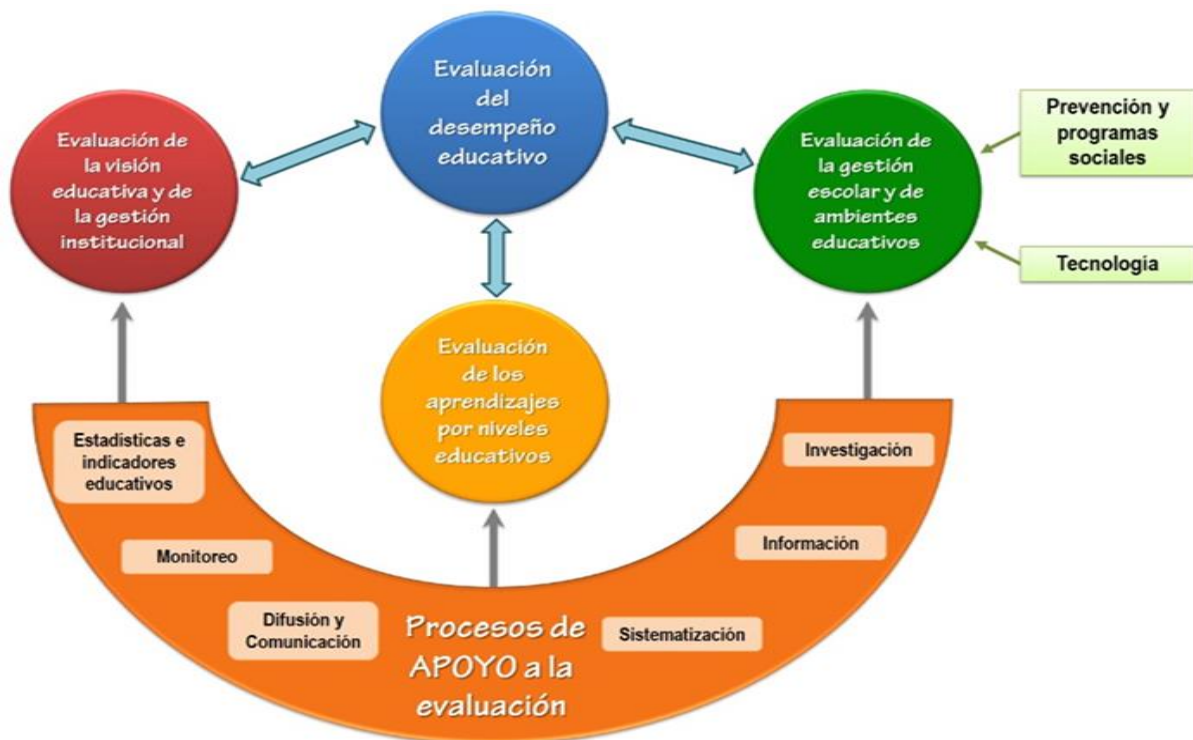 Evaluación
del
desempeño
educativo
Evaluación de
la visión
educativa y de
la gestión
institucional
Evaluación de
la gestión
escolar y de
ambientes
educativos
Prevención y
programas
sociales
Tecnología
Evaluación
de los
aprendizajes
por niveles
educativos
Estadísticas e
indicadores
educativos
Monitoreo
Difusión y
Comunicación
Procesos de
APOYO a la
evaluación
Sistematización
Información
Investigación